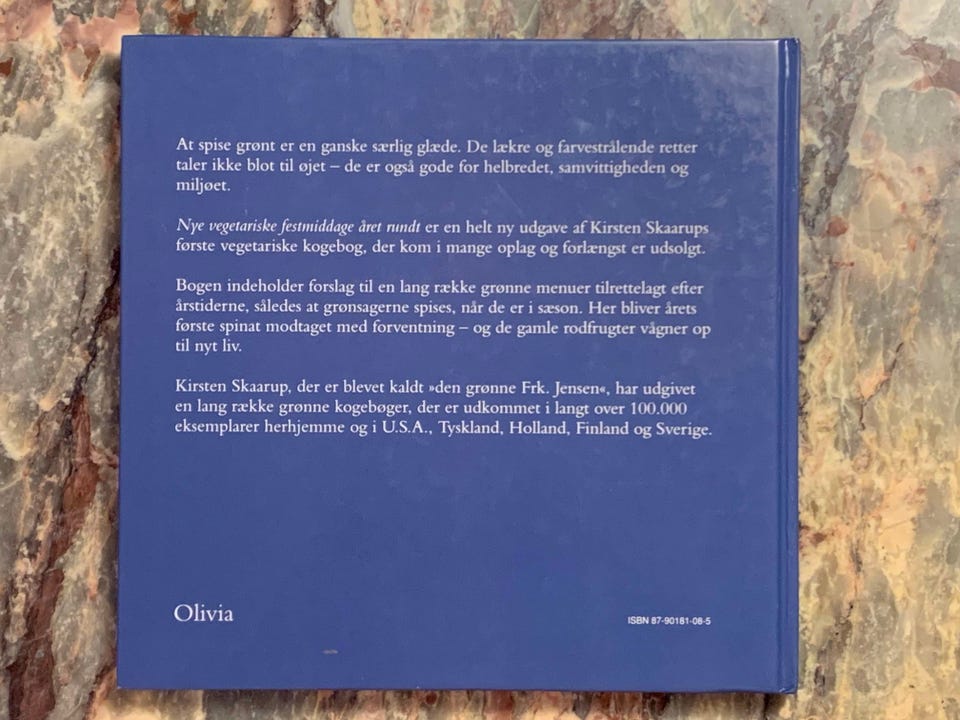 At spise grønt er en ganske særlig glæde. De lækre og farvestrålende retter
taler ikke blot til øjet – de er også gode for helbredet, samvittigheden og
miljøet.
Nye vegetariske festmiddage året rundt er en helt ny udgave af Kirsten Skaarups
første vegetariske kogebog, der kom i mange oplag og forlængst er udsolgt.
Bogen indeholder forslag til en lang række grønne menuer tilrettelagt efter
årstiderne, således at grønsagerne spises, når de er i sæson. Her bliver årets
første spinat modtaget med forventning – og de gamle rodfrugter vågner op
til nyt liv.
Kirsten Skaarup, der er blevet kaldt »den grønne Frk. Jensen«, har udgivet
en lang række grønne kogebøger, der er udkommet i langt over 100.000
eksemplarer herhjemme og i U.S.A., Tyskland, Holland, Finland og Sverige.
Olivia
ISBN 87-90181-08-5